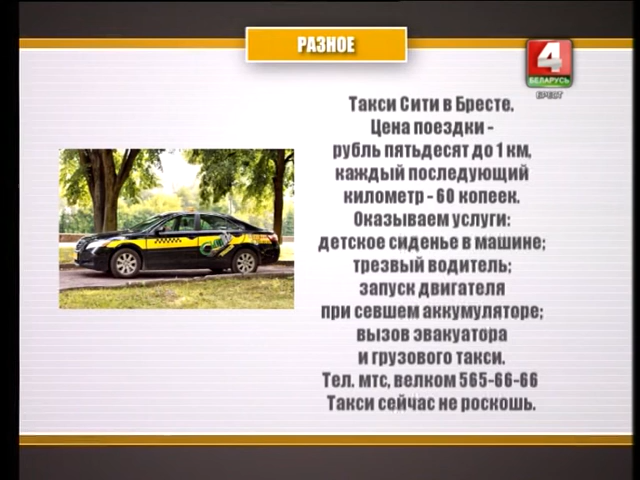 РАЗНОЕ
4
БЕЛАРУСЬ
БРЕСТ
Такси Сити в Бресте.
Цена поездки -
рубль пятьдесят до 1 км,
каждый последующий
километр - 60 копеек.
Оказываем услуги:
детское сиденье в машине;
трезвый водитель;
запуск двигателя
при севшем аккумуляторе;
вызов эвакуатора
и грузового такси.
Тел. мтс, велком 565-66-66
Такси сейчас не роскошь.